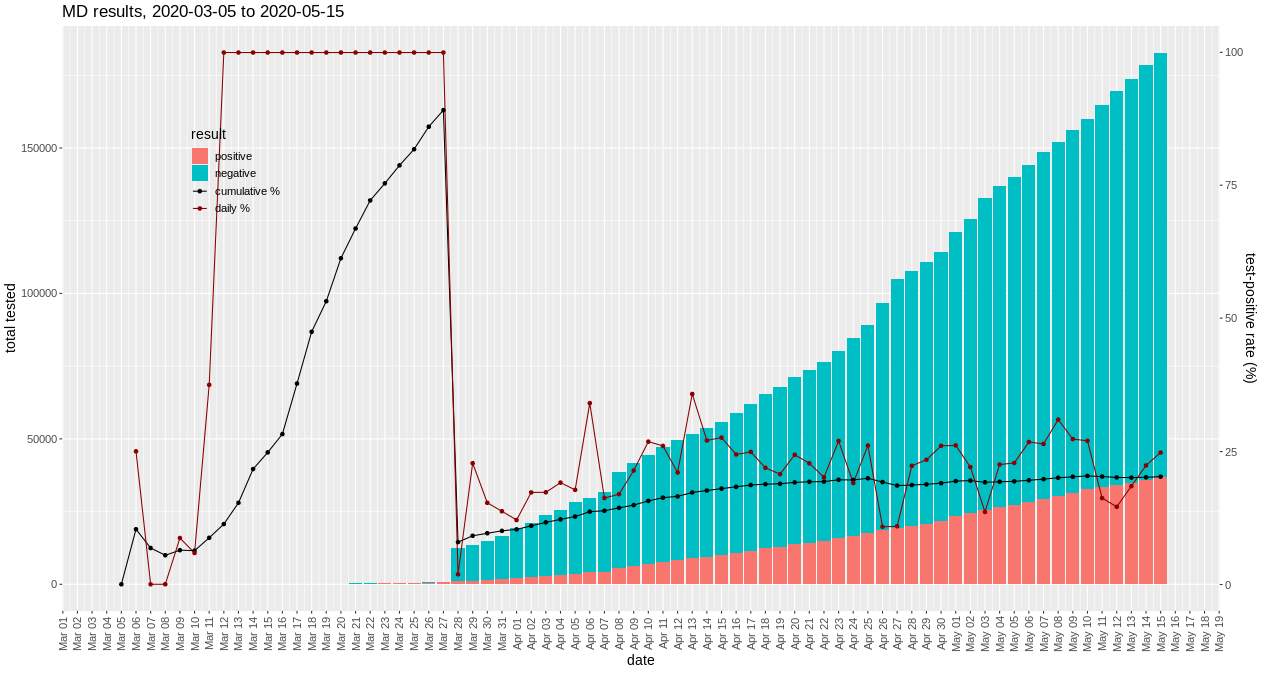 MD results, 2020-03-05 to 2020-05-15
total tested
150000
100000
50000
0
result
positive
negative
cumulative %
daily %
100
75
50
25
0
test-positive rate (%)
Mar 01
Mar 02
Mar 03
Mar 04
Mar 05
Mar 06
Mar 07
Mar 08
Mar 09
Mar 10
Mar 11
Mar 12
Mar 13
Mar 14
Mar 15
Mar 16
Mar 17
Mar 18
Mar 19
Mar 20
Mar 21
Mar 22
Mar 23
Mar 24
Mar 25
Mar 26
Mar 27
Mar 28
Mar 29
Mar 30
Mar 31
Apr 01
Apr 02
Apr 03
Apr 04
Apr 05
Apr 06
Apr 07
Apr 08
Apr 09
Apr 10
Apr 11
Apr 12
Apr 13
Apr 14
Apr 15
Apr 16
Apr 17
Apr 18
Apr 19
Apr 20
Apr 21
Apr 22
Apr 23
Apr 24
Apr 25
Apr 26
Apr 27
Apr 28
Apr 29
Apr 30
May 01
May 02
May 03
May 04
May 05
May 06
May 07
May 08
May 09
May 10
May 11
May 12
May 13
May 14
May 15
May 16
May 17
May 18
May 19
date